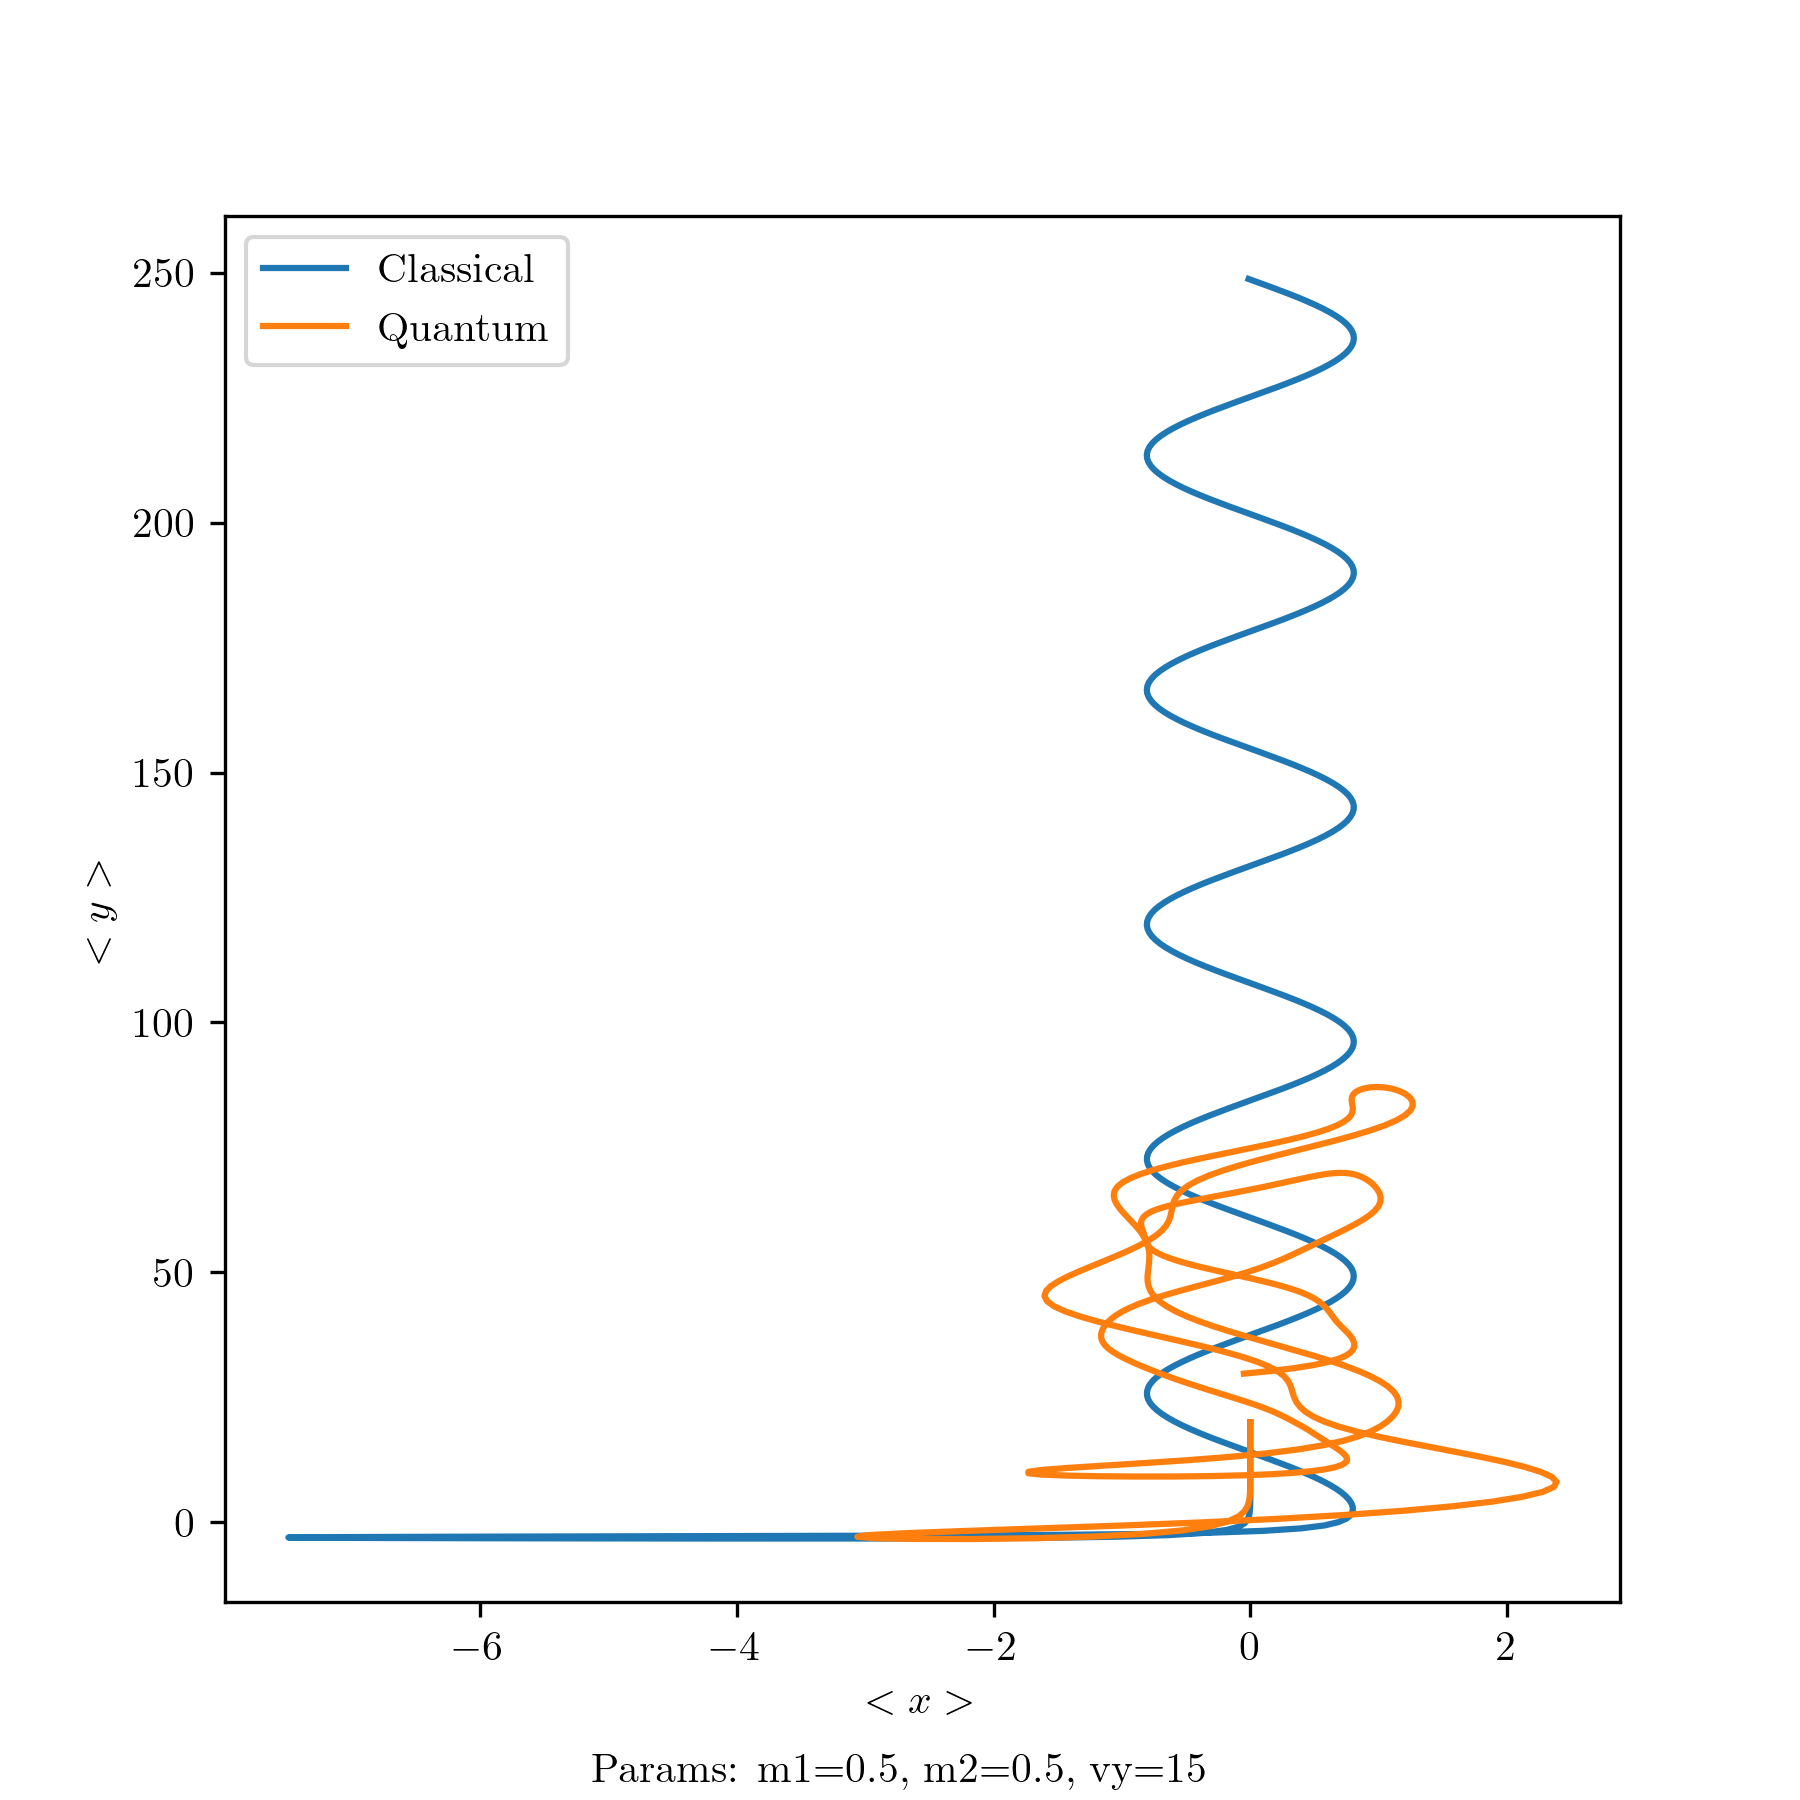 Classical
Quantum
250
200
150
100
50
0
−6 −4 −2 0 2
< y >
< x >
Params: m1=0.5, m2=0.5, vy=15